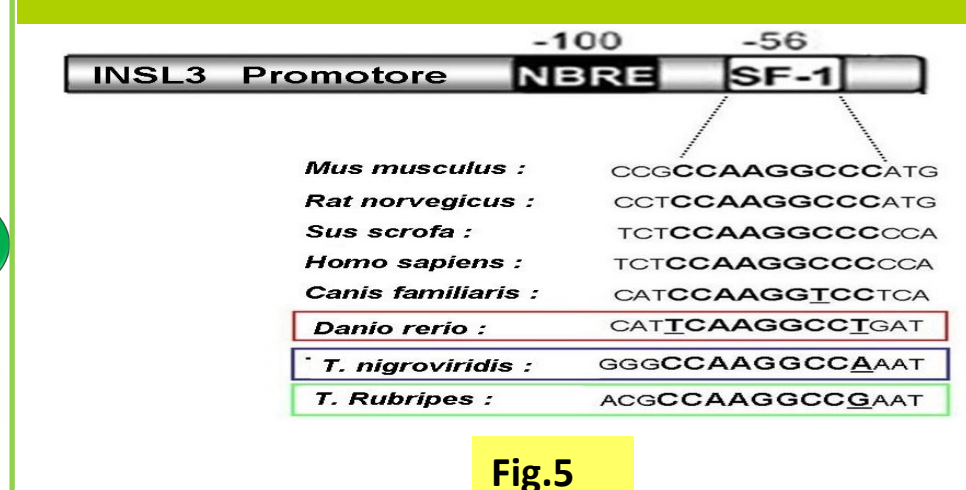 -100 -56
INSL3 Promotore NBRE SF-1
Mus musculus : CCGCCAAGGCCCATG
Rat norvegicus : CCTCCAAGGCCCATG
Sus scrofa : TCTCCAAGGCCCCCA
Homo sapiens : TCTCCAAGGCCCCCA
Canis familiaris : CATCCAAGGTCCTCA
Danio rerio : CATTCAAGGCCTGAT
T. nigroviridis : GGGCCAAGGCCAAAT
T. Rubripes : ACGCCAAGGCCGAAT
Fig.5